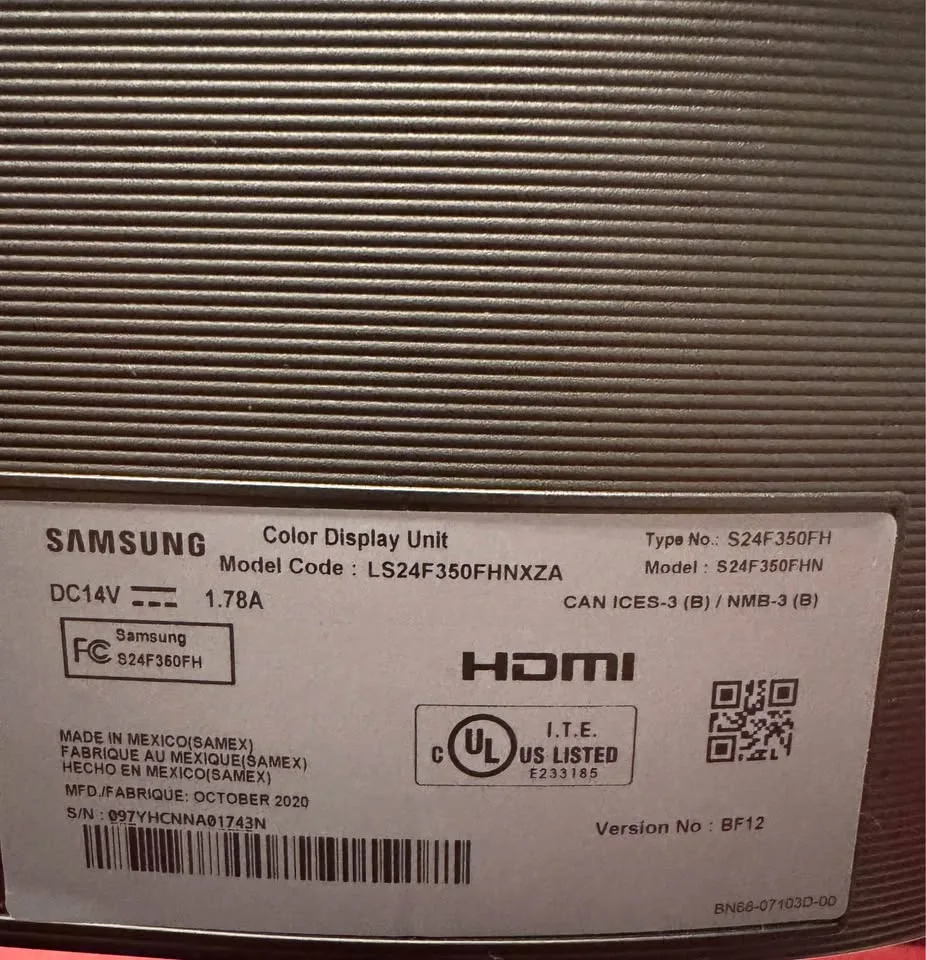 SAMSUNG
Color Display Unit
Type No.: S24F350FH
Model Code : LS24F350FHNXZA
Model : S24F350FHN
DC14V 1.78A
CAN ICES-3 (B) / NMB-3 (B)
FC Samsung
S24F350FH
HDMI
C UL US LISTED
I.T.E.
E233185
MADE IN MEXICO(SAMEX)
FABRIQUE AU MEXIQUE(SAMEX)
HECHO EN MEXICO(SAMEX)
MFD./FABRIQUE: OCTOBER 2020
S/N : 097YHCNNA01743N
Version No : BF12
BN68-07103D-00